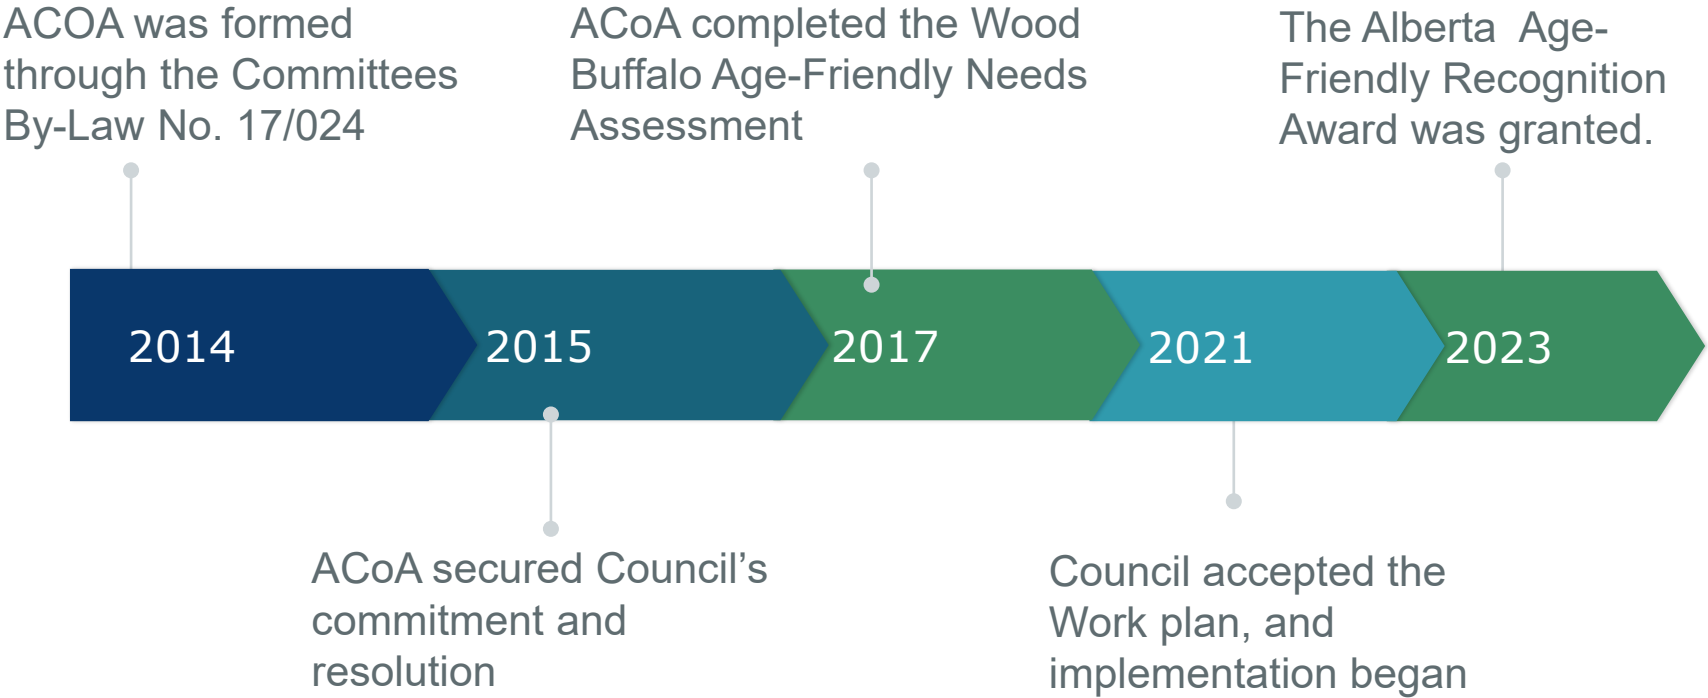 ACOA was formed
through the Committees
By-Law No. 17/024
ACoA completed the Wood
Buffalo Age-Friendly Needs
Assessment
The Alberta  Age-
Friendly Recognition
Award was granted.
2014
2015
2017
2021
2023
ACoA secured Council’s
commitment and
resolution
Council accepted the
Work plan, and
implementation began